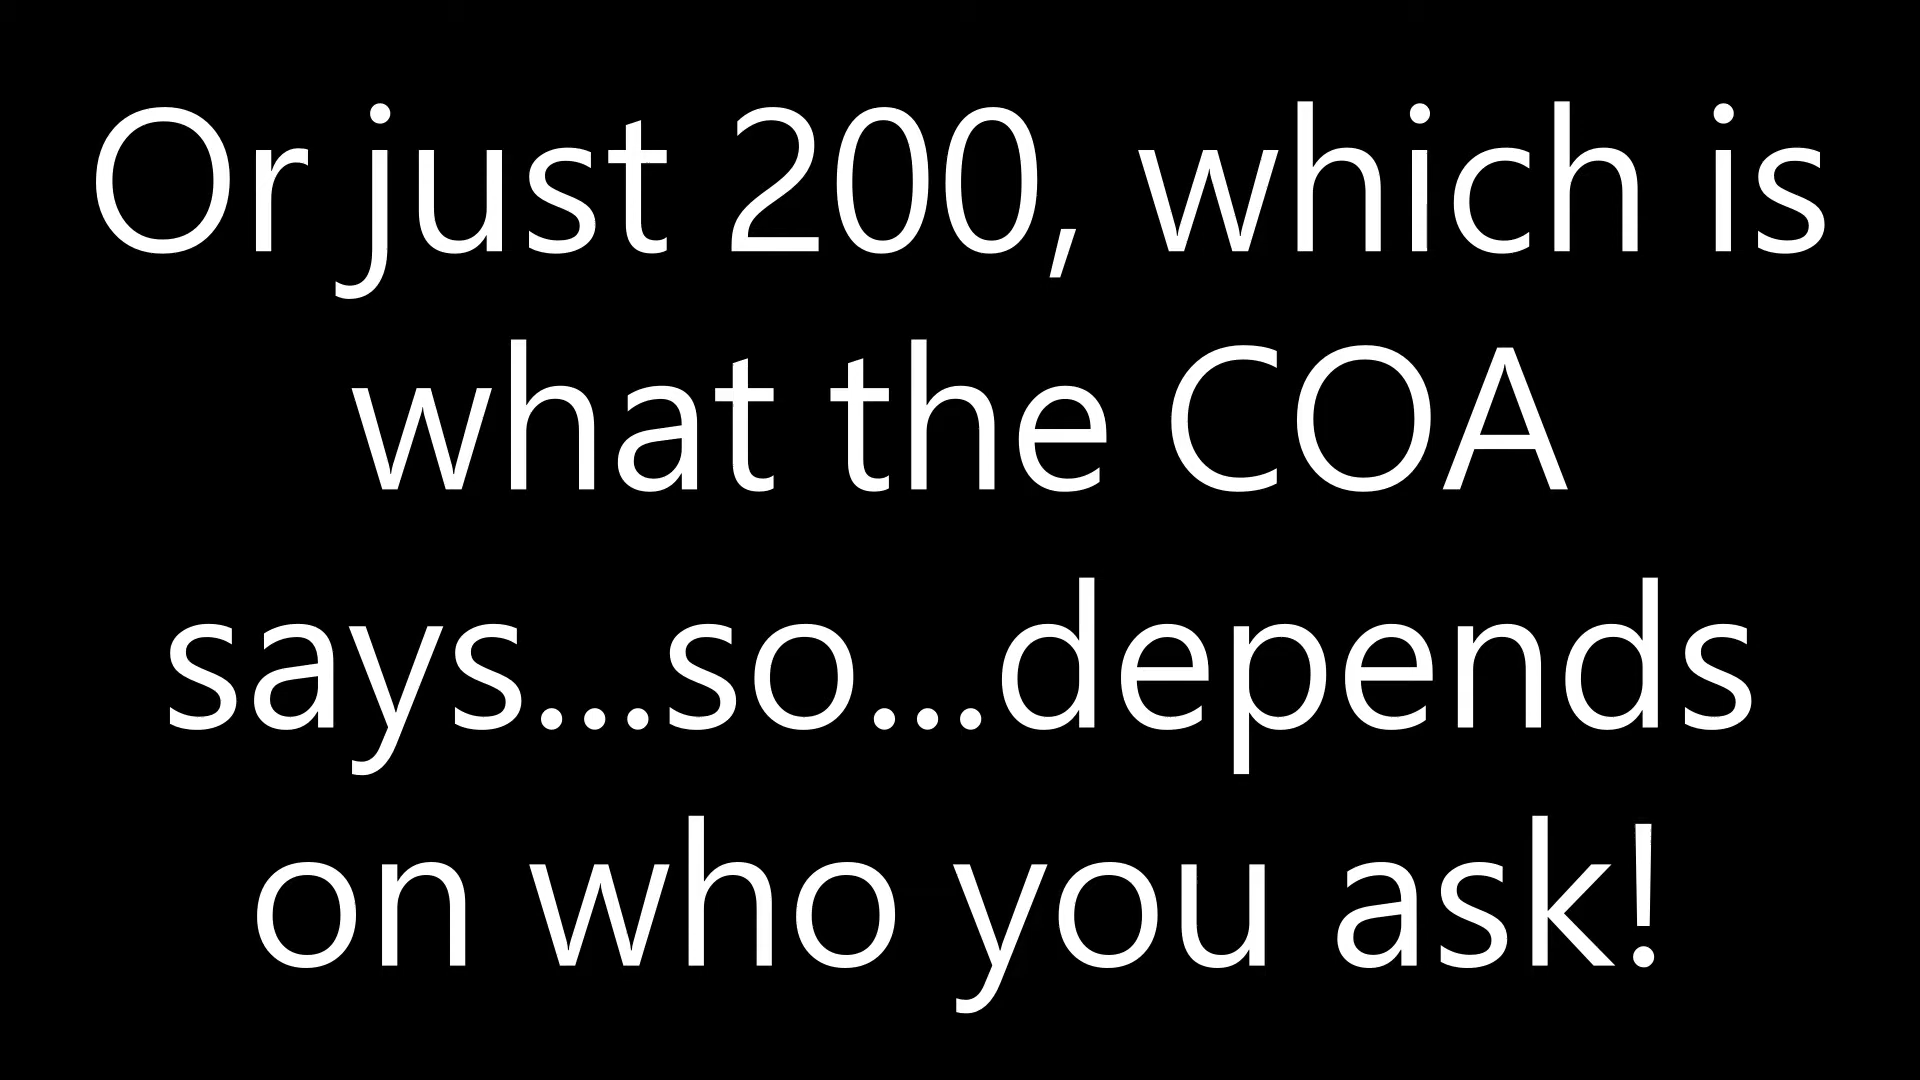 Or just 200, which is
what the COA
says...so...depends
on who you ask!